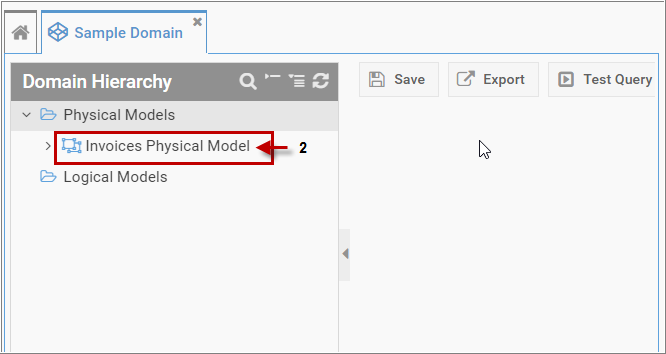 Sample Domain
Domain Hierarchy
Save Export Test Query
Physical Models
Invoices Physical Model 2
Logical Models